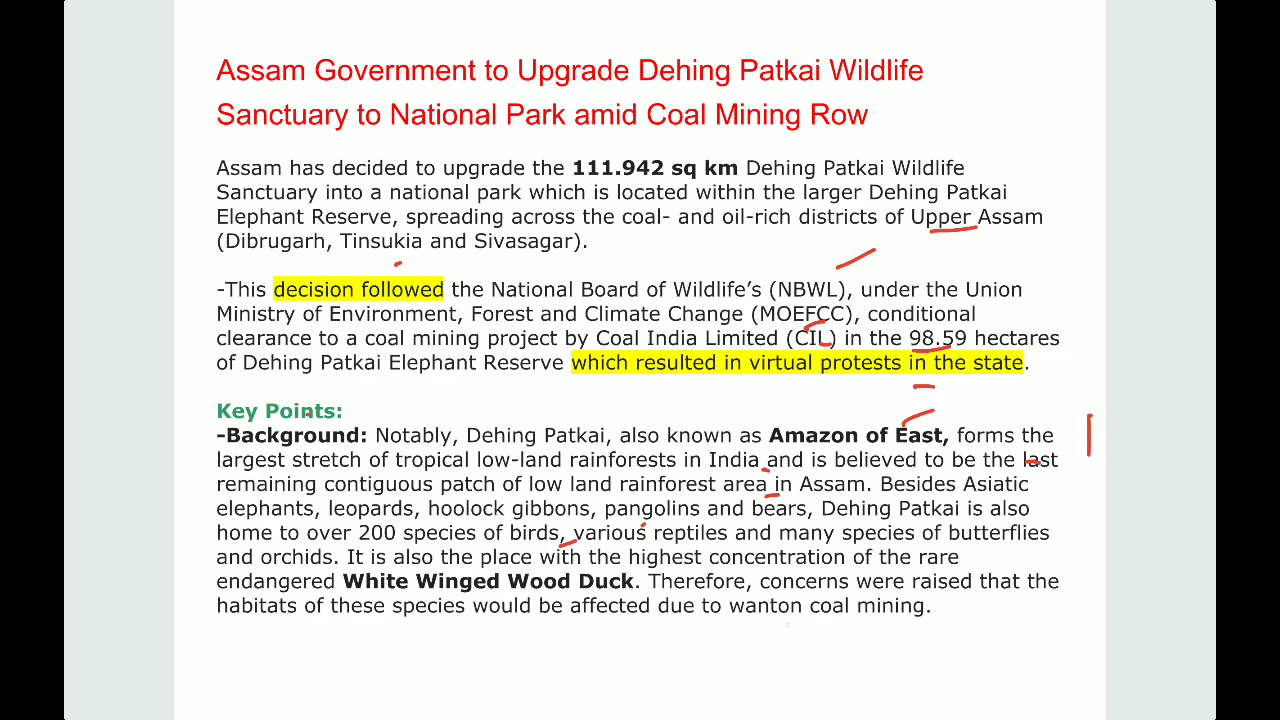 Assam Government to Upgrade Dehing Patkai Wildlife
Sanctuary to National Park amid Coal Mining Row
Assam has decided to upgrade the 111.942 sq km Dehing Patkai Wildlife
Sanctuary into a national park which is located within the larger Dehing Patkai
Elephant Reserve, spreading across the coal- and oil-rich districts of Upper Assam
(Dibrugarh, Tinsukia and Sivasagar).
-This decision followed the National Board of Wildlife's (NBWL), under the Union
Ministry of Environment, Forest and Climate Change (MOEFCC), conditional
clearance to a coal mining project by Coal India Limited (CIL) in the 98.59 hectares
of Dehing Patkai Elephant Reserve which resulted in virtual protests in the state.
Key Points:
-Background: Notably, Dehing Patkai, also known as Amazon of East, forms the
largest stretch of tropical low-land rainforests in India and is believed to be the last
remaining contiguous patch of low land rainforest area in Assam. Besides Asiatic
elephants, leopards, hoolock gibbons, pangolins and bears, Dehing Patkai is also
home to over 200 species of birds, various reptiles and many species of butterflies
and orchids. It is also the place with the highest concentration of the rare
endangered White Winged Wood Duck. Therefore, concerns were raised that the
habitats of these species would be affected due to wanton coal mining.